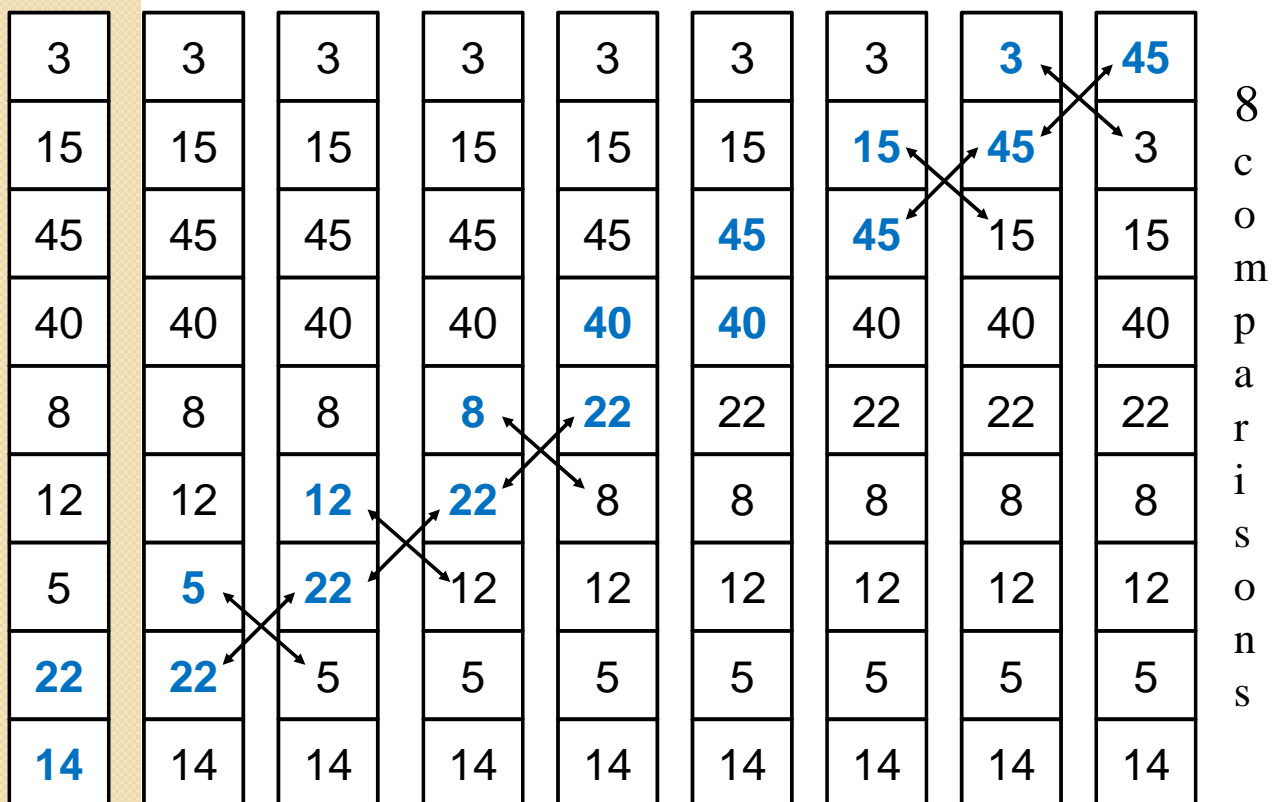 3 3 3 3 3 3 3 3 45
15 15 15 15 15 15 15 45 3
45 45 45 45 45 45 45 15 15
40 40 40 40 40 40 40 40 40
8 8 8 8 22 22 22 22 22
12 12 12 22 8 8 8 8 8
5 5 22 12 12 12 12 12 12
22 22 5 5 5 5 5 5 5
14 14 14 14 14 14 14 14 14
8
c
o
m
p
a
r
i
s
o
n
s